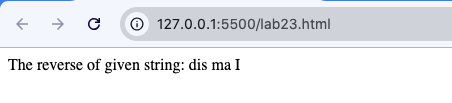 127.0.0.1:5500/lab23.html
The reverse of given string: dis ma I